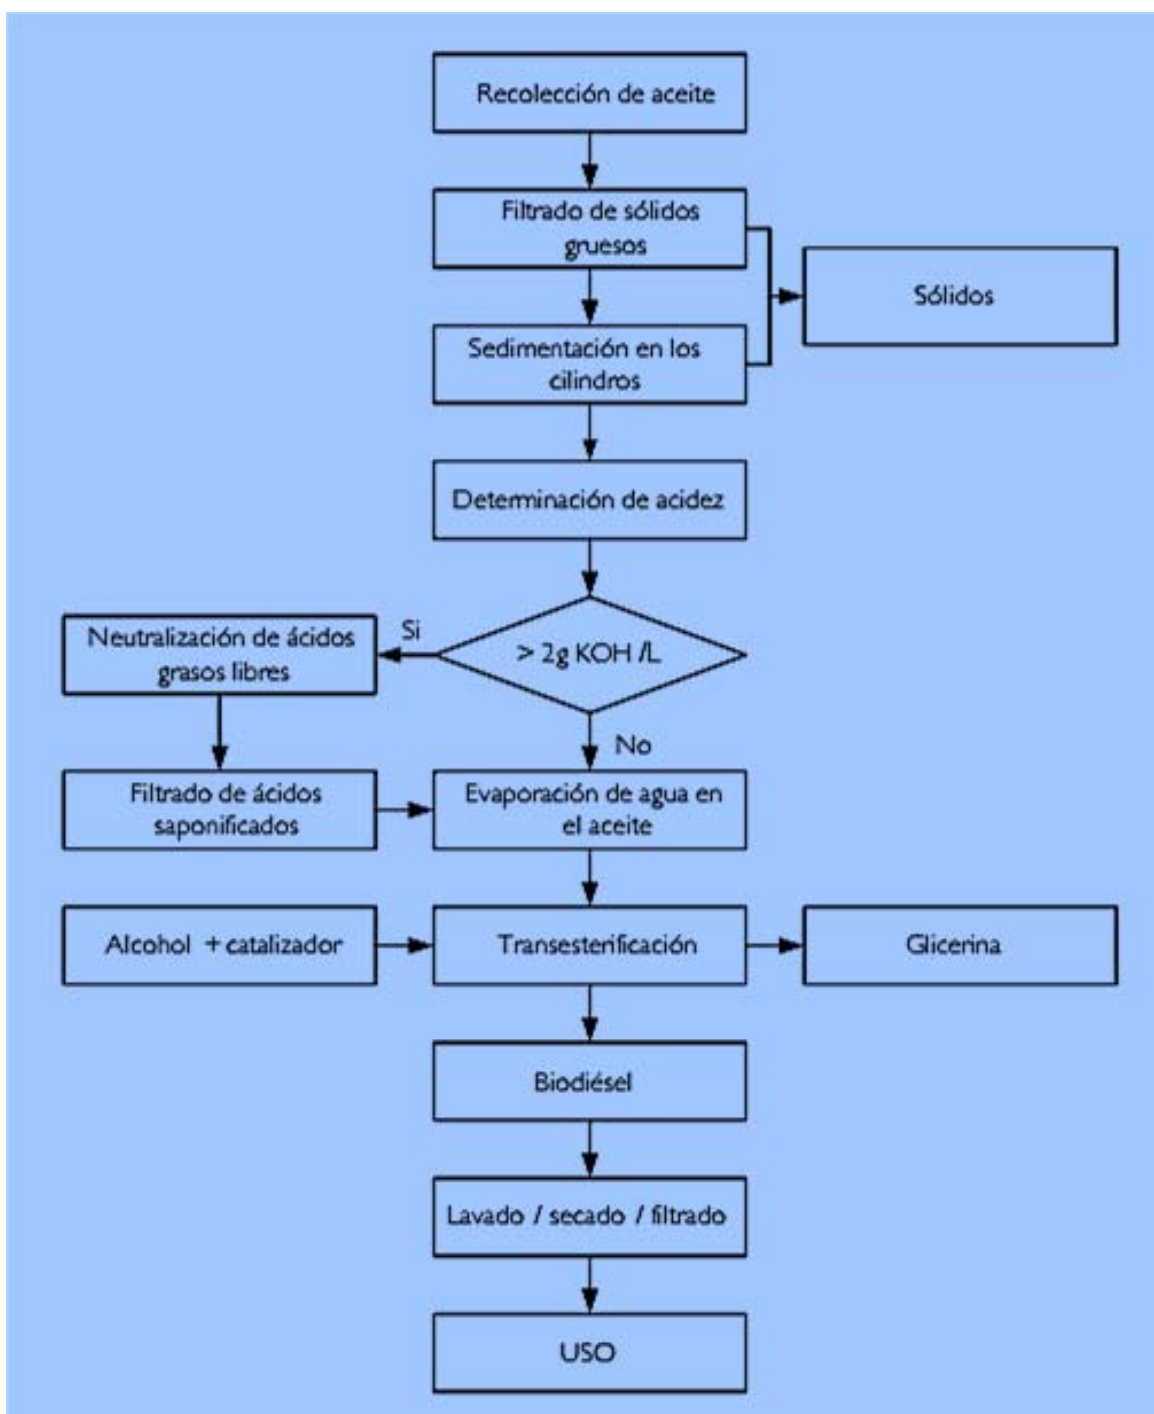 Recolección de aceite
Filtrado de sólidos
gruesos
Sólidos
Sedimentación en los
cilindros
Determinación de acidez
> 2g KOH /L
Si
Neutralización de ácidos
grasos libres
No
Filtrado de ácidos
saponificados
Evaporación de agua en
el aceite
Alcohol + catalizador
Transesterificación
Glicerina
Biodiésel
Lavado / secado / filtrado
USO